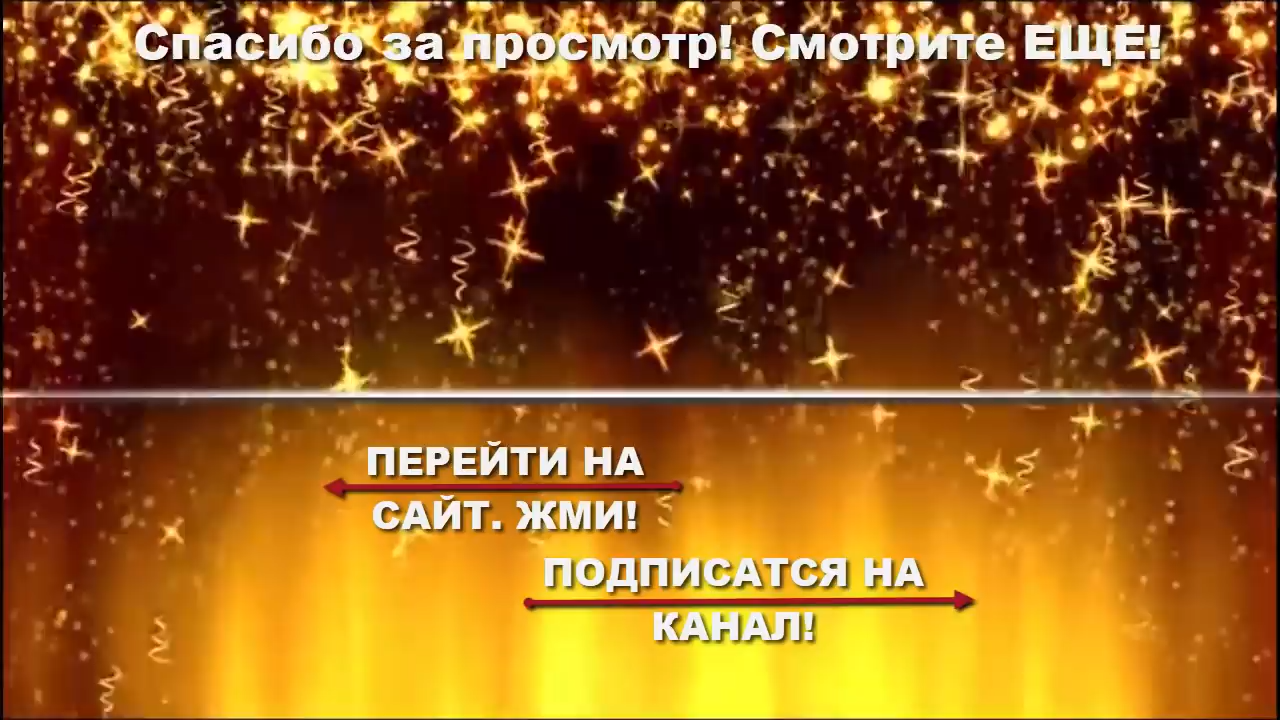 Спасибо за просмотр! Смотрите ЕЩЕ!
ПЕРЕЙТИ НА
САЙТ. ЖМИ!
ПОДПИСАТСЯ НА
КАНАЛ!